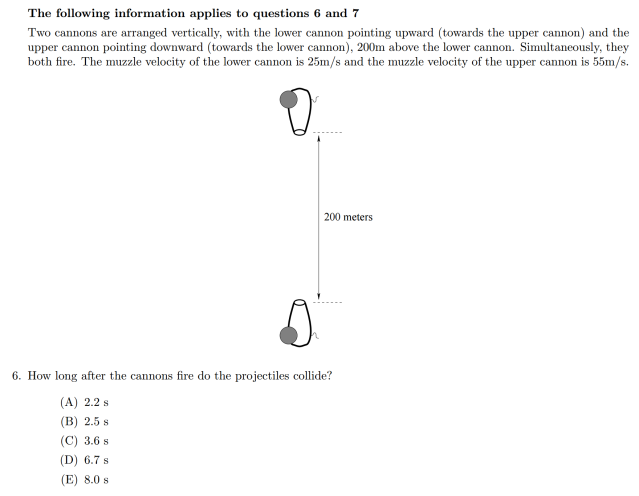 The following information applies to questions 6 and 7
Two cannons are arranged vertically, with the lower cannon pointing upward (towards the upper cannon) and the
upper cannon pointing downward (towards the lower cannon), 200m above the lower cannon. Simultaneously, they
both fire. The muzzle velocity of the lower cannon is 25m/s and the muzzle velocity of the upper cannon is 55m/s.
200 meters
6. How long after the cannons fire do the projectiles collide?
(A) 2.2 s
(B) 2.5 s
(C) 3.6 s
(D) 6.7 s
(E) 8.0 s